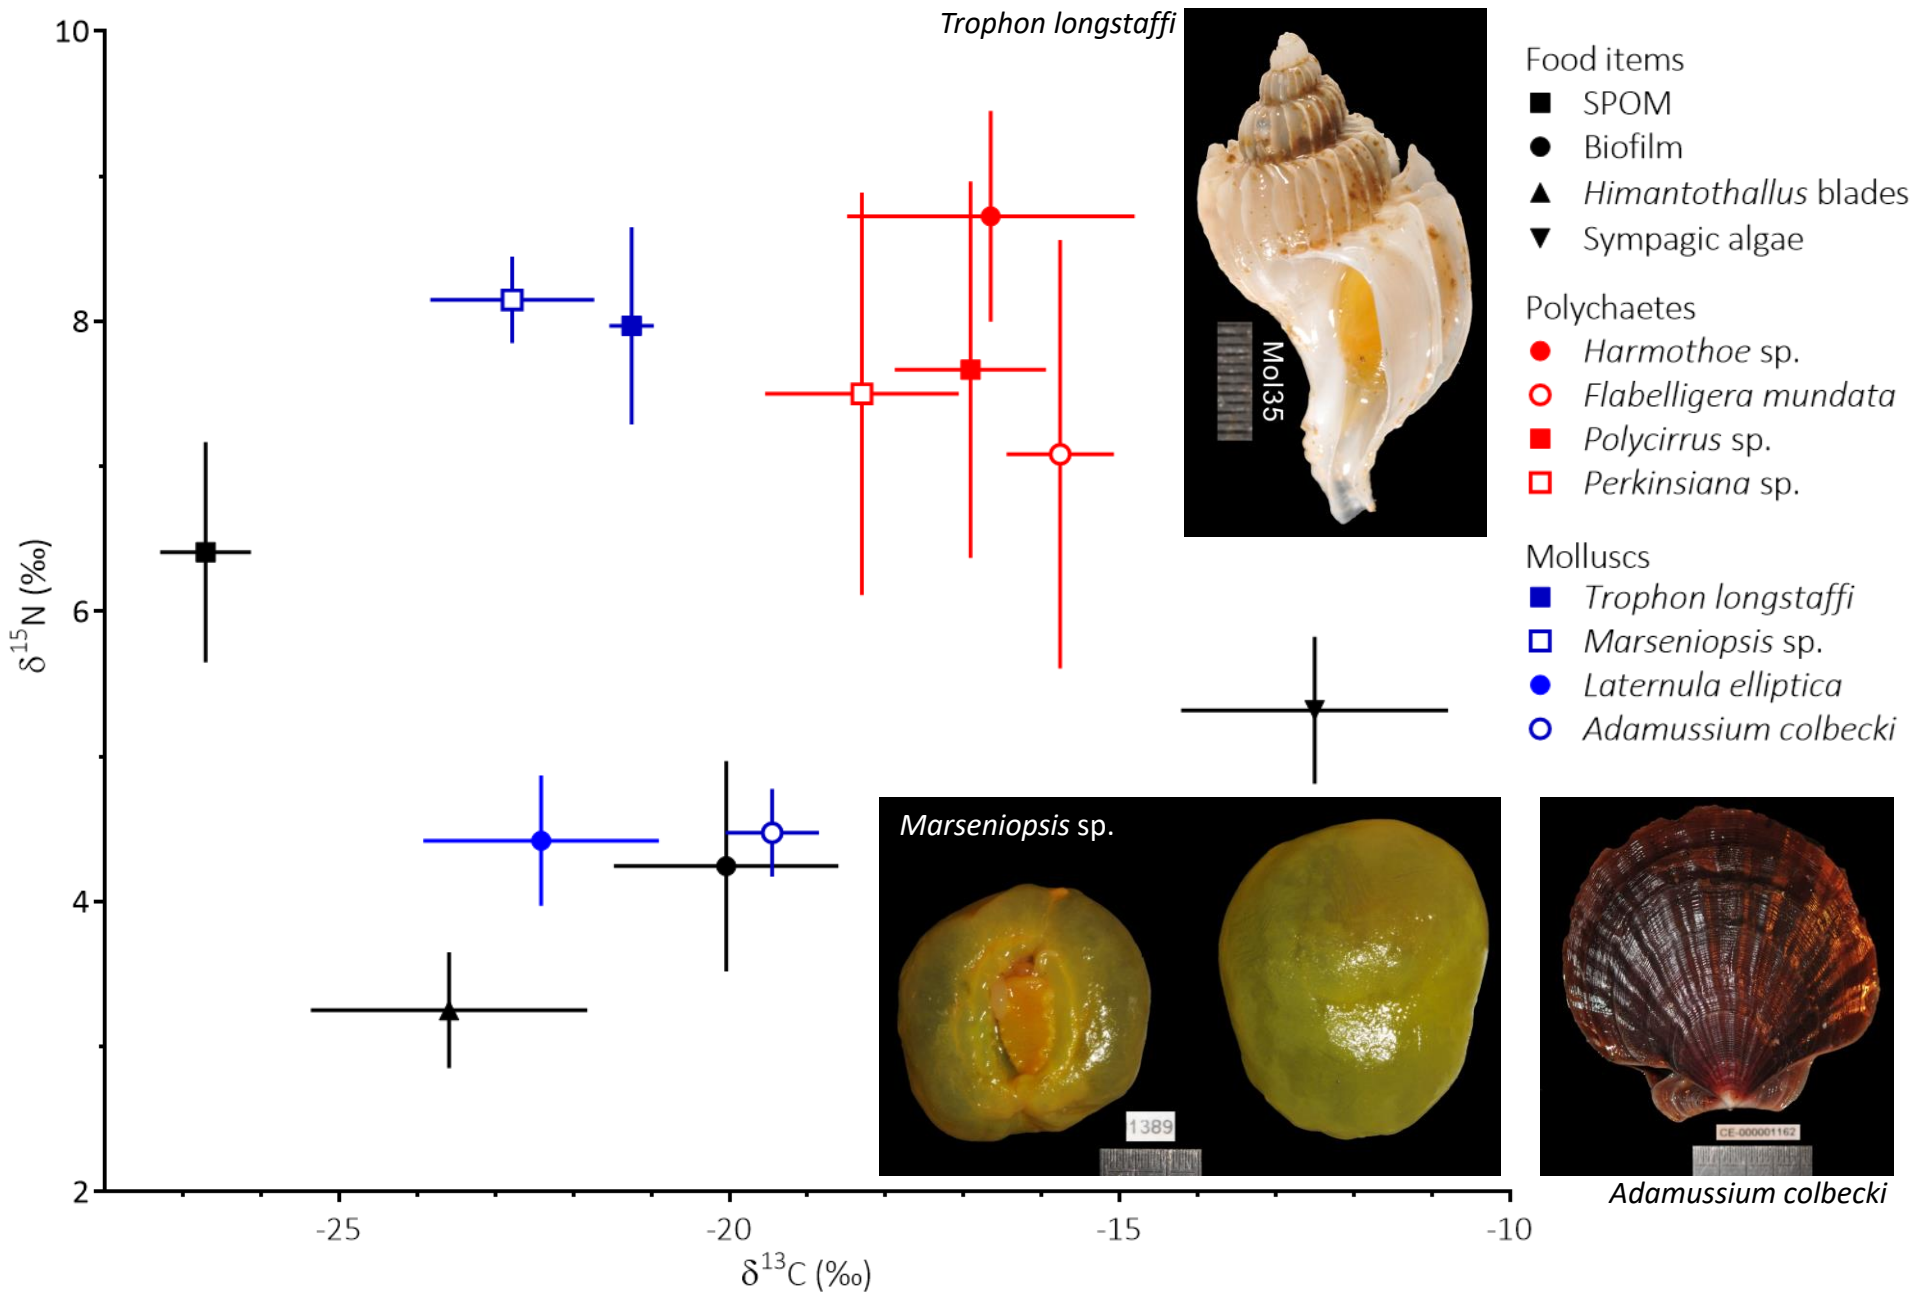 Trophon longstaffi
10
8
6
4
2
δ¹⁵N (‰)
-25
-20
-15
-10
δ¹³C (‰)
Mol35
Food items
SPOM
Biofilm
Himantothallus blades
Sympagic algae
Polychaetes
Harmothoe sp.
Flabelligera mundata
Polycirrus sp.
Perkinsiana sp.
Molluscs
Trophon longstaffi
Marseniopsis sp.
Laternula elliptica
Adamussium colbecki
Marseniopsis sp.
1389
CE-000001162
Adamussium colbecki